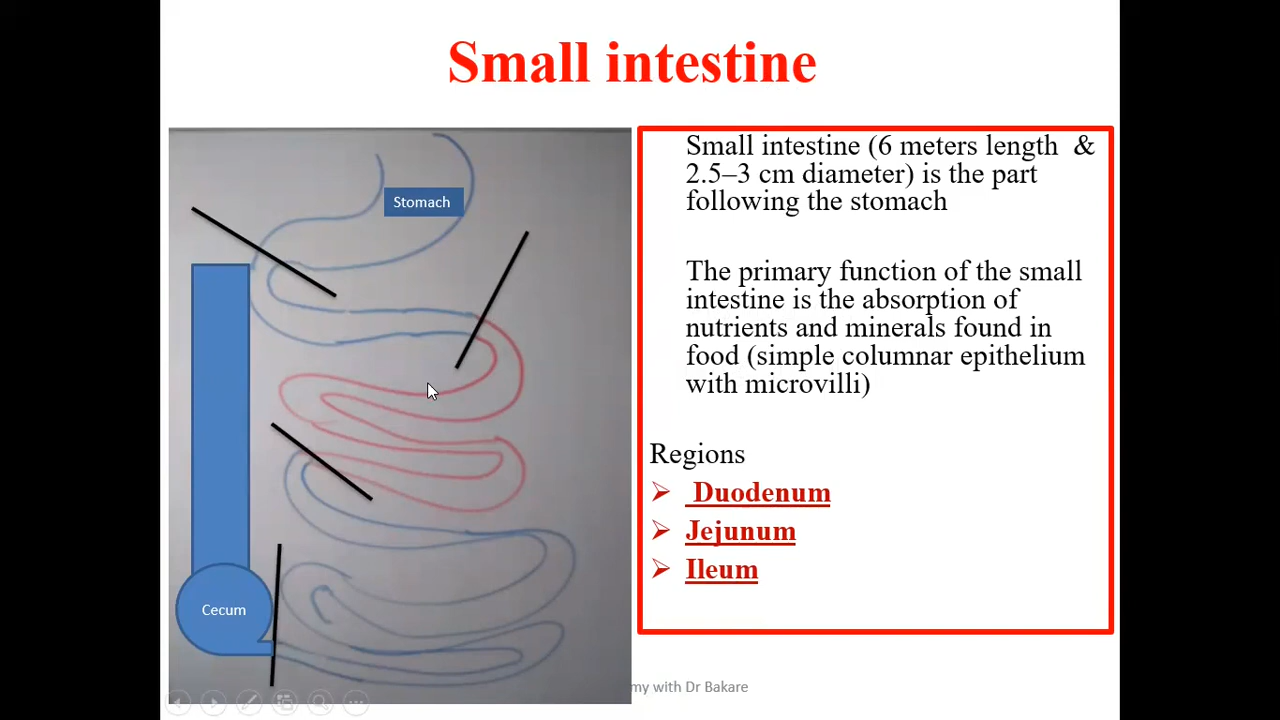 Small intestine
Stomach
Cecum
Small intestine (6 meters length & 
2.5–3 cm diameter) is the part
following the stomach
The primary function of the small
intestine is the absorption of
nutrients and minerals found in
food (simple columnar epithelium
with microvilli)
Regions
Duodenum
Jejunum
Ileum
my with Dr Bakare